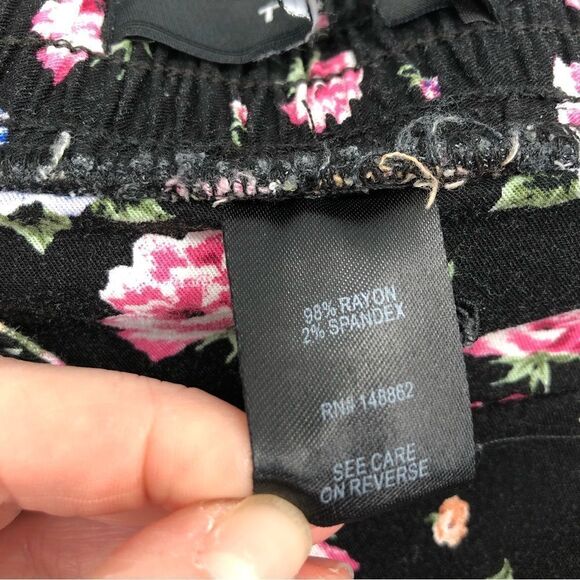 T
98% RAYON
2% SPANDEX
RN# 148862
SEE CARE
ON REVERSE